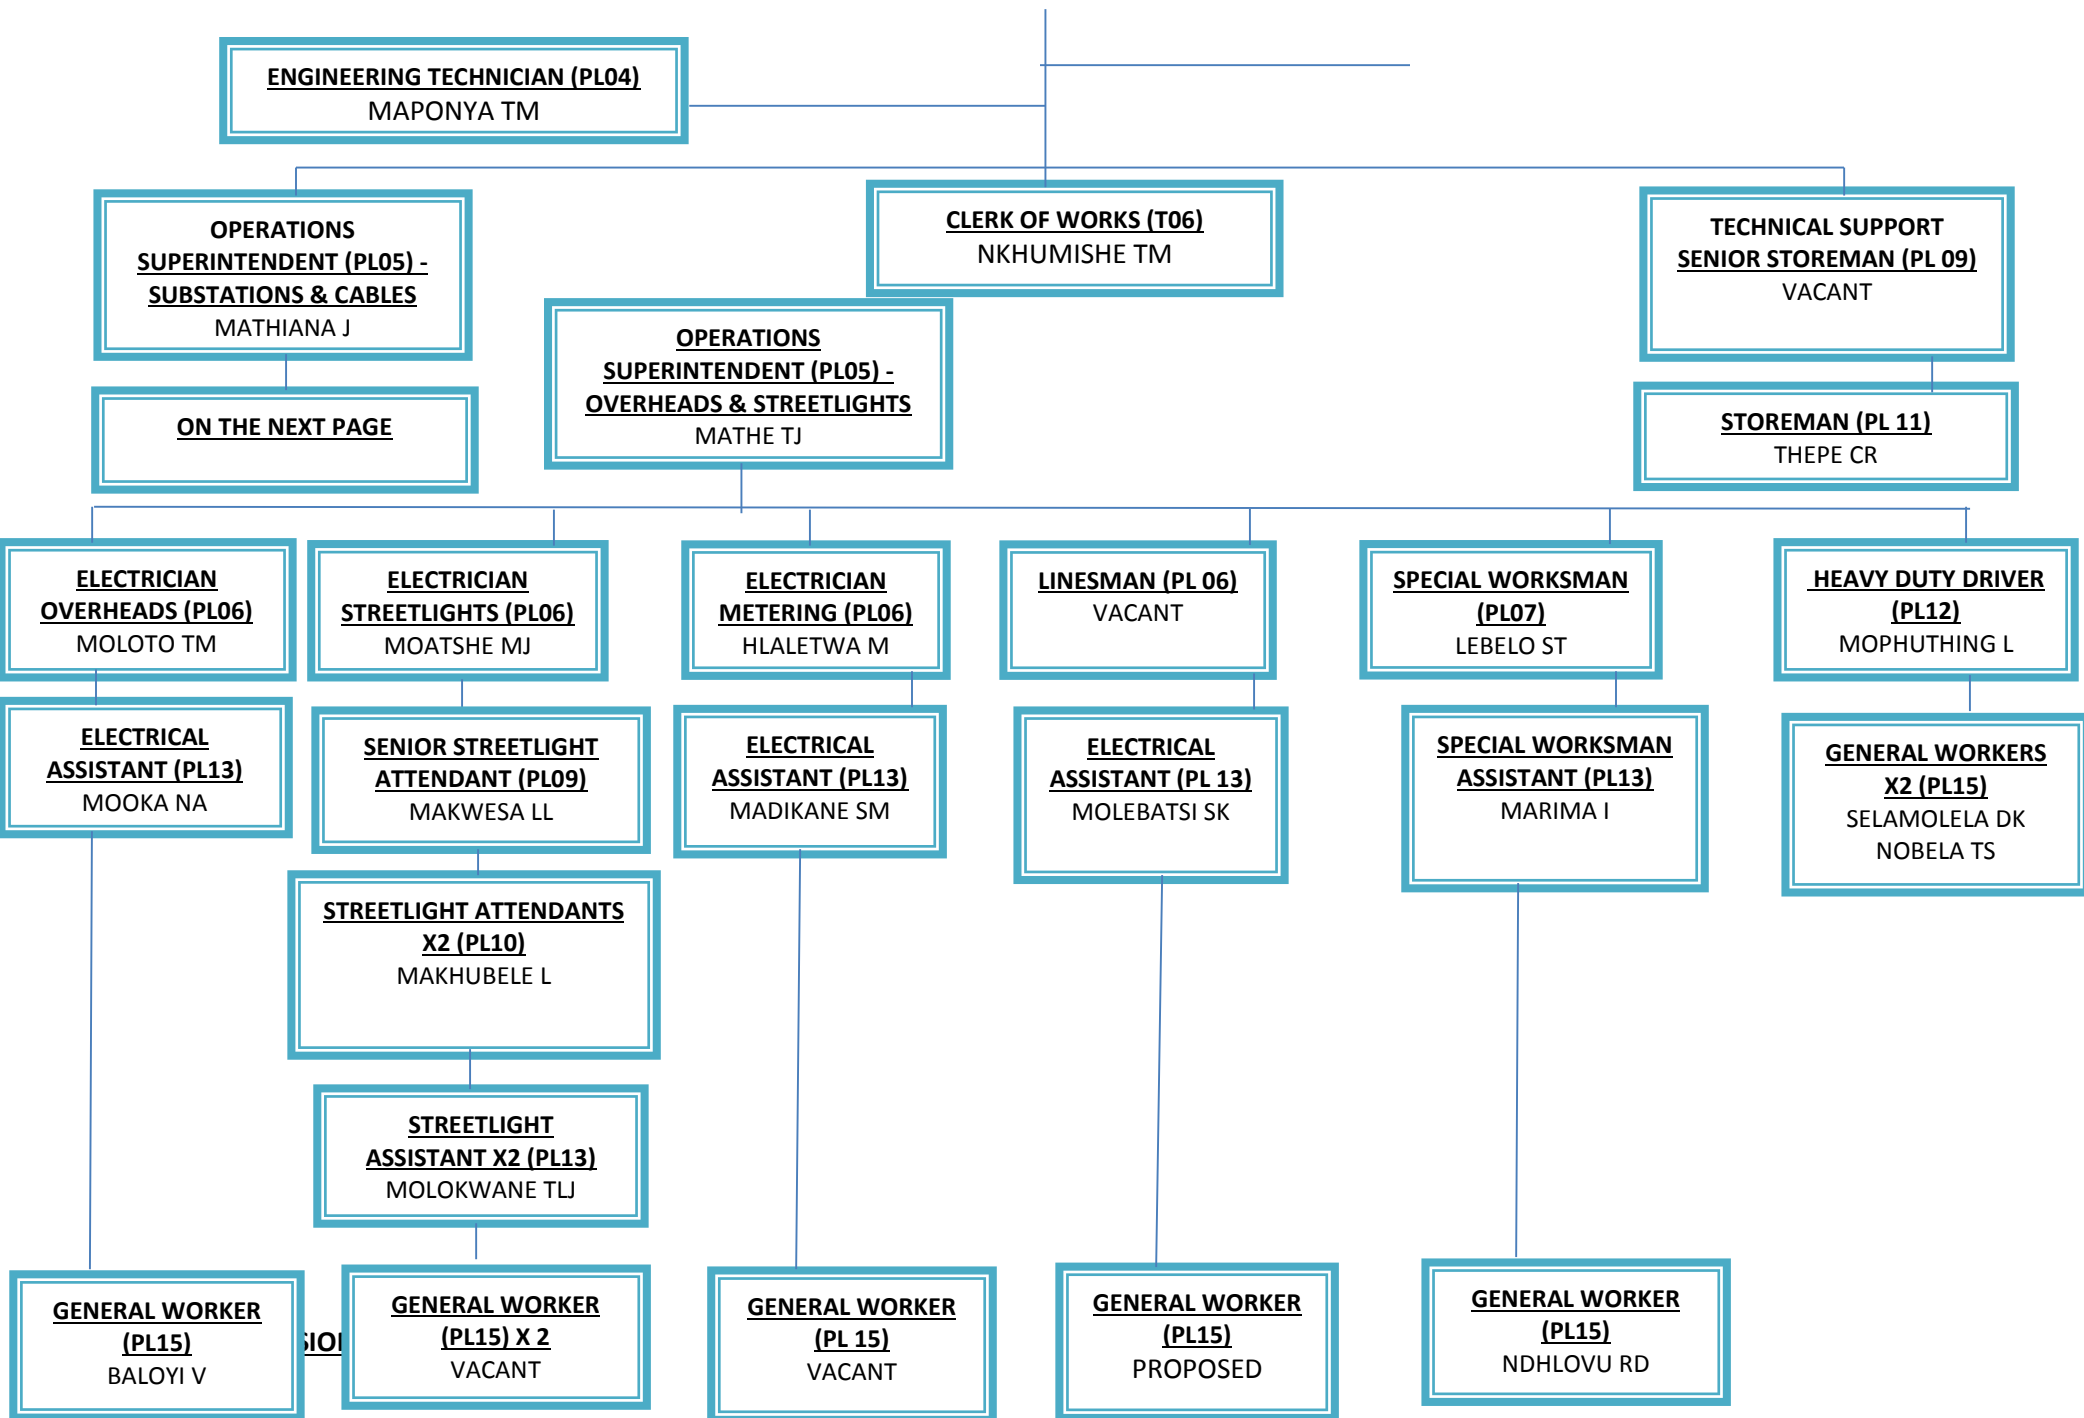 ENGINEERING TECHNICIAN (PL04)
MAPONYA TM
OPERATIONS
SUPERINTENDENT (PL05) -
SUBSTATIONS & CABLES
MATHIANA J
CLERK OF WORKS (T06)
NKHUMISHE TM
TECHNICAL SUPPORT
SENIOR STOREMAN (PL 09)
VACANT
ON THE NEXT PAGE
OPERATIONS
SUPERINTENDENT (PL05) -
OVERHEADS & STREETLIGHTS
MATHE TJ
STOREMAN (PL 11)
THEPE CR
ELECTRICIAN
OVERHEADS (PL06)
MOLOTO TM
ELECTRICIAN
STREETLIGHTS (PL06)
MOATSHE MJ
ELECTRICIAN
METERING (PL06)
HLALETWA M
LINESMAN (PL 06)
VACANT
SPECIAL WORKSMAN
(PL07)
LEBELO ST
HEAVY DUTY DRIVER
(PL12)
MOPHUTHING L
ELECTRICAL
ASSISTANT (PL13)
MOOKA NA
SENIOR STREETLIGHT
ATTENDANT (PL09)
MAKWESA LL
ELECTRICAL
ASSISTANT (PL13)
MADIKANE SM
ELECTRICAL
ASSISTANT (PL 13)
MOLEBATSI SK
SPECIAL WORKSMAN
ASSISTANT (PL13)
MARIMA I
GENERAL WORKERS
X2 (PL15)
SELAMOLELA DK
NOBELA TS
STREETLIGHT ATTENDANTS
X2 (PL10)
MAKHUBELE L
STREETLIGHT
ASSISTANT X2 (PL13)
MOLOKWANE TLJ
GENERAL WORKER
(PL15)
BALOYI V
GENERAL WORKER
(PL15) X 2
VACANT
GENERAL WORKER
(PL 15)
VACANT
GENERAL WORKER
(PL15)
PROPOSED
GENERAL WORKER
(PL15)
NDHLOVU RD